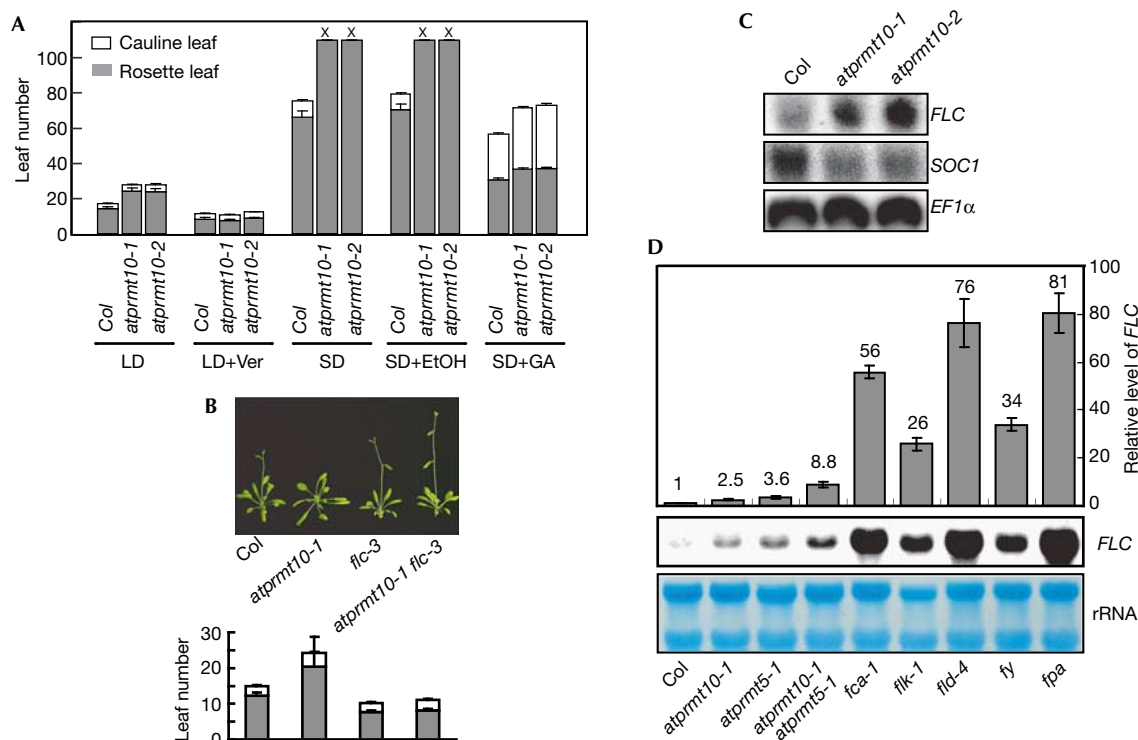 A
Cauline leaf
Rosette leaf
Leaf number
100
80
60
40
20
0
x x x x
Col
atprmt10-1
atprmt10-2
Col
atprmt10-1
atprmt10-2
Col
atprmt10-1
atprmt10-2
Col
atprmt10-1
atprmt10-2
Col
atprmt10-1
atprmt10-2
LD LD+Ver SD SD+EtOH SD+GA
B
Col
atprmt10-1
flc-3
atprmt10-1 flc-3
Leaf number
30
20
10
0
C
Col
atprmt10-1
atprmt10-2
FLC
SOC1
EF1α
D
1
2.5
3.6
8.8
56
26
76
34
81
100
80
60
40
20
0
Relative level of FLC
FLC
rRNA
Col
atprmt10-1
atprmt5-1
atprmt10-1
atprmt5-1
fca-1
flk-1
fld-4
fy
fpa